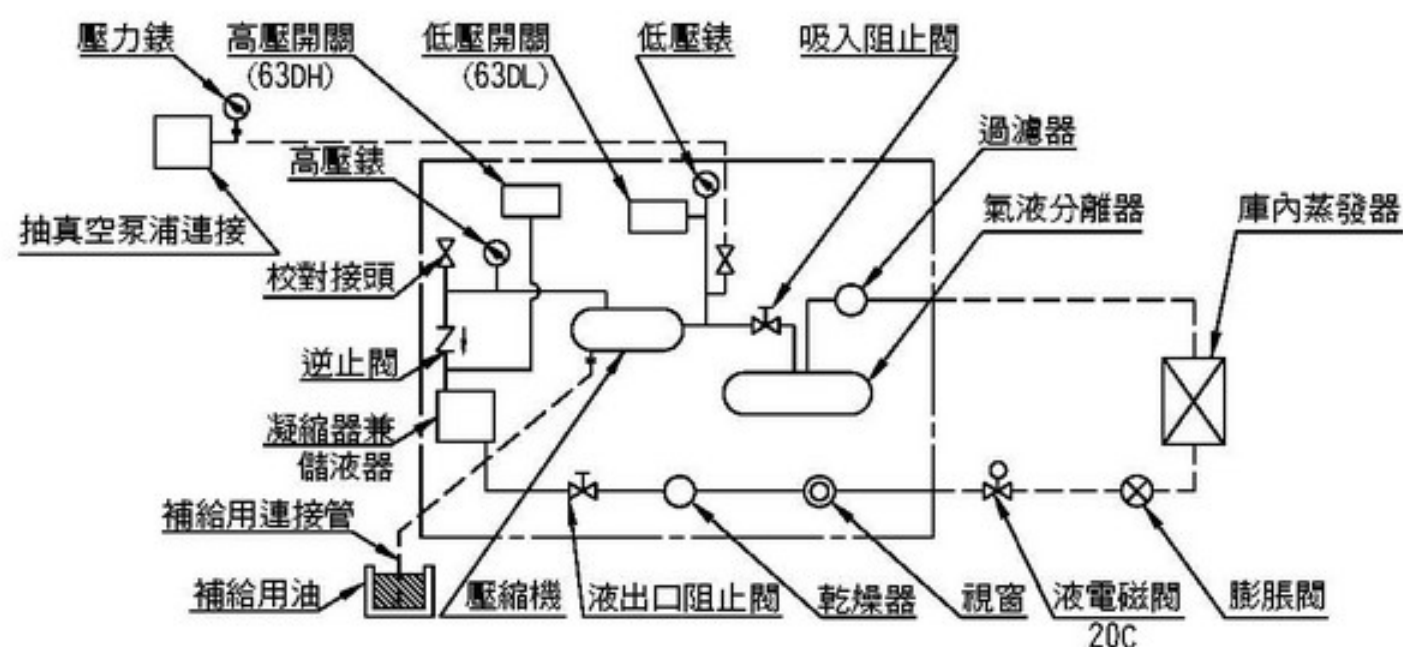 壓力錶
高壓開關
(63DH)
低壓開關
(63DL)
低壓錶
吸入阻止閥
過濾器
高壓錶
抽真空泵浦連接
氣液分離器
庫內蒸發器
校對接頭
逆止閥
凝縮器兼
儲液器
補給用連接管
補給用油
壓縮機
液出口阻止閥
乾燥器
視窗
液電磁閥
20C
膨脹閥